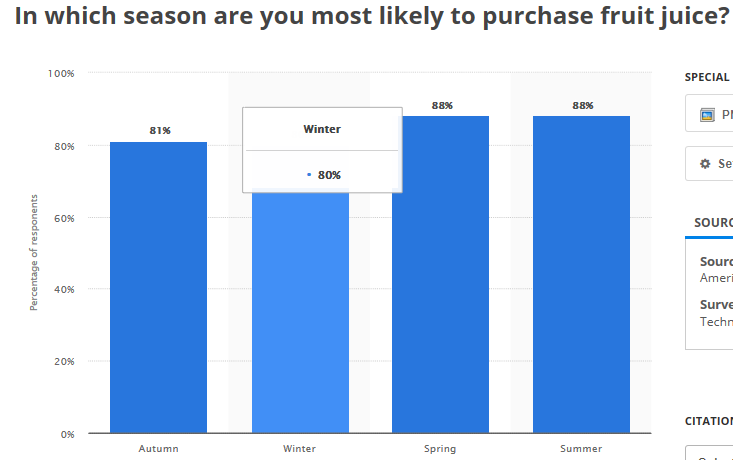 In which season are you most likely to purchase fruit juice?
Percentage of responents
100%
80%
60%
40%
20%
0%
81%
Winter
• 80%
88%
88%
Autumn
Winter
Spring
Summer
SPECIAL
Se
SOURC
Sourc
Ameri
Surve
Techn
CITATION